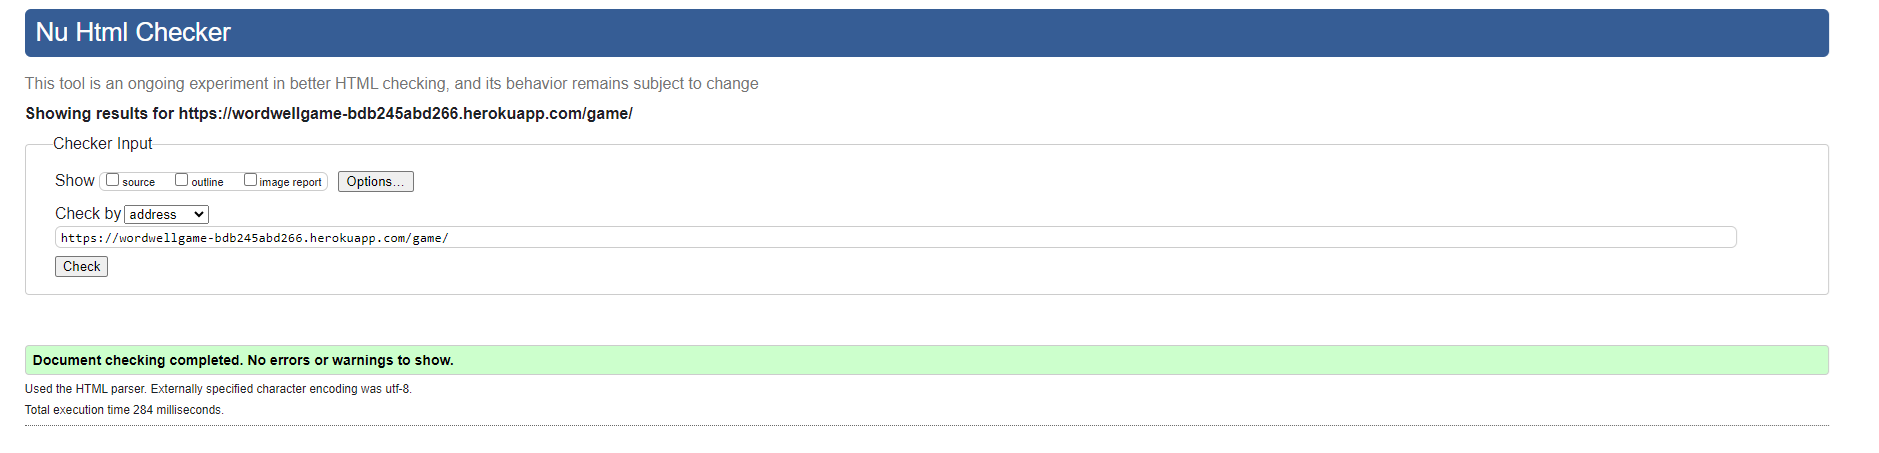 Nu Html Checker
This tool is an ongoing experiment in better HTML checking, and its behavior remains subject to change
Showing results for https://wordwellgame-bdb245abd266.herokuapp.com/game/
Checker Input
Show source outline image report Options...
Check by address
https://wordwellgame-bdb245abd266.herokuapp.com/game/
Check
Document checking completed. No errors or warnings to show.
Used the HTML parser. Externally specified character encoding was utf-8.
Total execution time 284 milliseconds.